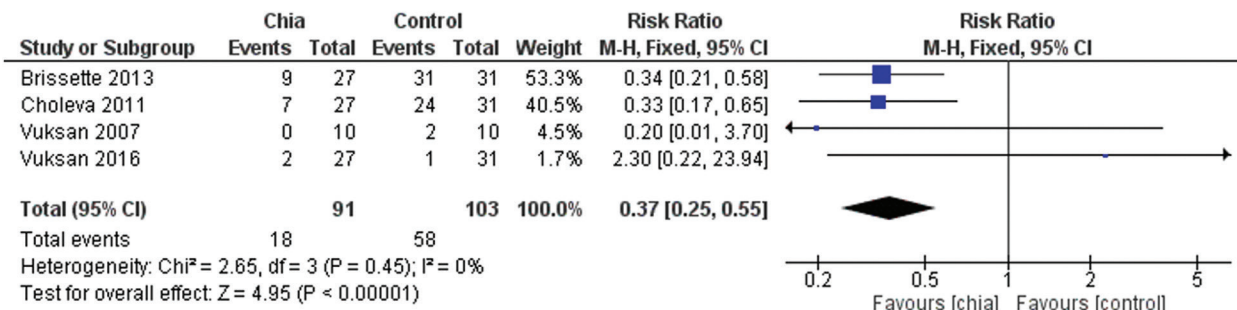 Chia Control Risk Ratio Risk Ratio
Study or Subgroup Events Total Events Total Weight M-H, Fixed, 95% CI M-H, Fixed, 95% CI
Brissette 2013 9 27 31 31 53.3% 0.34 [0.21, 0.58]
Choleva 2011 7 27 24 31 40.5% 0.33 [0.17, 0.65]
Vuksan 2007 0 10 2 10 4.5% 0.20 [0.01, 3.70]
Vuksan 2016 2 27 1 31 1.7% 2.30 [0.22, 23.94]
Total (95% CI) 91 103 100.0% 0.37 [0.25, 0.55]
Total events 18 58
Heterogeneity: Chi² = 2.65, df = 3 (P = 0.45); I² = 0%
Test for overall effect: Z = 4.95 (P < 0.00001)
0.2 0.5 1 2 5
Favours [chia] Favours [control]